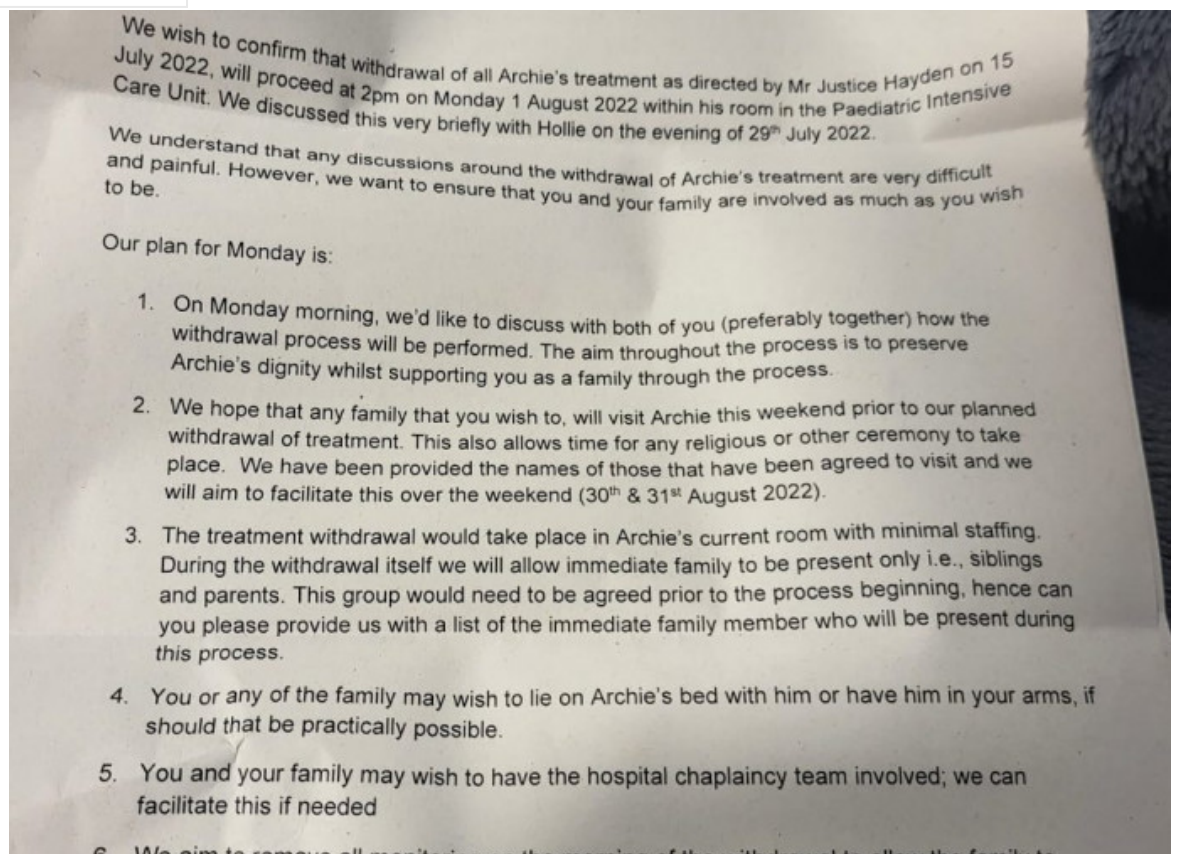 We wish to confirm that withdrawal of all Archie's treatment as directed by Mr Justice Hayden on 15
July 2022, will proceed at 2pm on Monday 1 August 2022 within his room in the Paediatric Intensive
Care Unit. We discussed this very briefly with Hollie on the evening of 29th July 2022.
We understand that any discussions around the withdrawal of Archie's treatment are very difficult
and painful. However, we want to ensure that you and your family are involved as much as you wish
to be.
Our plan for Monday is:
1. On Monday morning, we'd like to discuss with both of you (preferably together) how the
withdrawal process will be performed. The aim throughout the process is to preserve
Archie's dignity whilst supporting you as a family through the process.
2. We hope that any family that you wish to, will visit Archie this weekend prior to our planned
withdrawal of treatment. This also allows time for any religious or other ceremony to take
place. We have been provided the names of those that have been agreed to visit and we
will aim to facilitate this over the weekend (30th & 31st August 2022).
3. The treatment withdrawal would take place in Archie's current room with minimal staffing.
During the withdrawal itself we will allow immediate family to be present only i.e., siblings
and parents. This group would need to be agreed prior to the process beginning, hence can
you please provide us with a list of the immediate family member who will be present during
this process.
4. You or any of the family may wish to lie on Archie's bed with him or have him in your arms, if
should that be practically possible.
5. You and your family may wish to have the hospital chaplaincy team involved; we can
facilitate this if needed
6. We aim to remove all